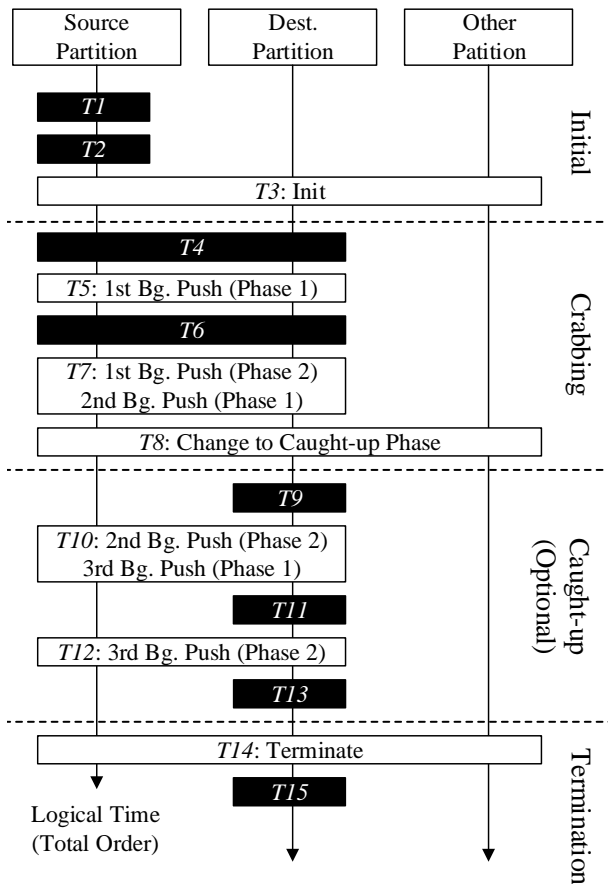 Source
Partition
Dest.
Partition
Other
Patition
T1
T2
T3: Init
Initial
T4
T5: 1st Bg. Push (Phase 1)
T6
T7: 1st Bg. Push (Phase 2)
2nd Bg. Push (Phase 1)
T8: Change to Caught-up Phase
Crabbing
T9
T10: 2nd Bg. Push (Phase 2)
3rd Bg. Push (Phase 1)
T11
T12: 3rd Bg. Push (Phase 2)
T13
Caught-up
(Optional)
T14: Terminate
T15
Termination
Logical Time
(Total Order)